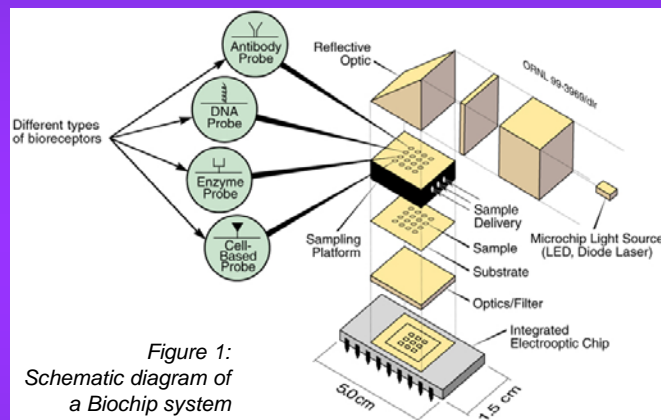 Antibody
Probe
DNA
Probe
Enzyme
Probe
Cell-
Based
Probe
Different types
of bioreceptors
Reflective
Optic
ORNL 99-3969/dlr
Sampling
Platform
Sample
Delivery
Sample
Substrate
Optics/Filter
Microchip Light Source
(LED, Diode Laser)
Integrated
Electrooptic Chip
5.0cm
1.5 cm
Figure 1:
Schematic diagram of
a Biochip system